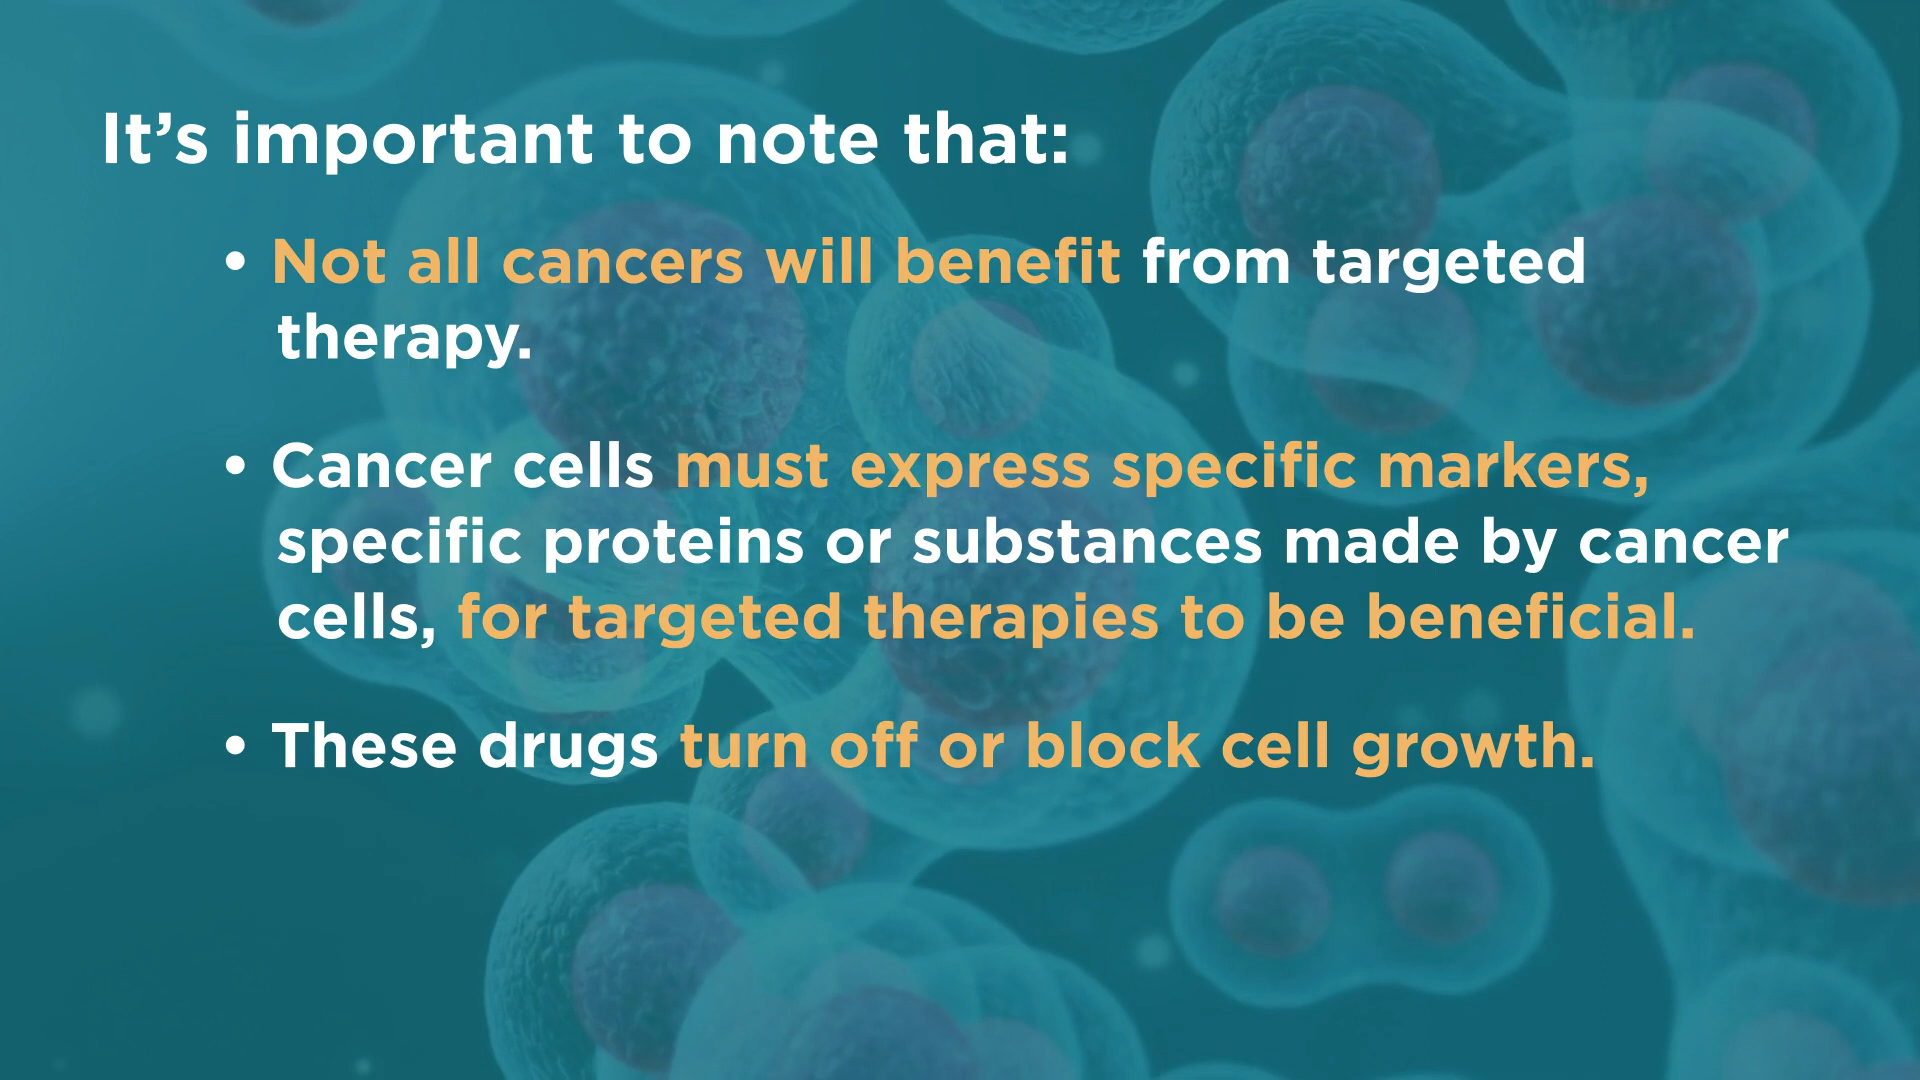 It’s important to note that:
• Not all cancers will benefit from targeted
therapy.
• Cancer cells must express specific markers,
specific proteins or substances made by cancer
cells, for targeted therapies to be beneficial.
• These drugs turn off or block cell growth.